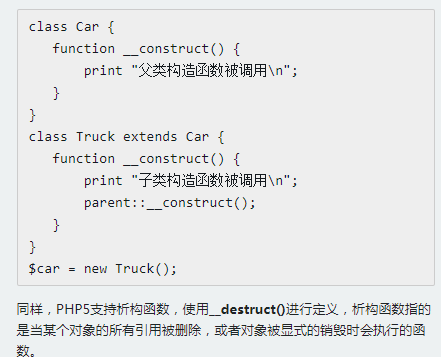 class Car {
function __construct() {
print "父类构造函数被调用\n";
}
}
class Truck extends Car {
function __construct() {
print "子类构造函数被调用\n";
parent::__construct();
}
}
$car = new Truck();
同样，PHP5支持析构函数，使用__destruct()进行定义，析构函数指的
是当某个对象的所有引用被删除，或者对象被显式的销毁时会执行的函
数。